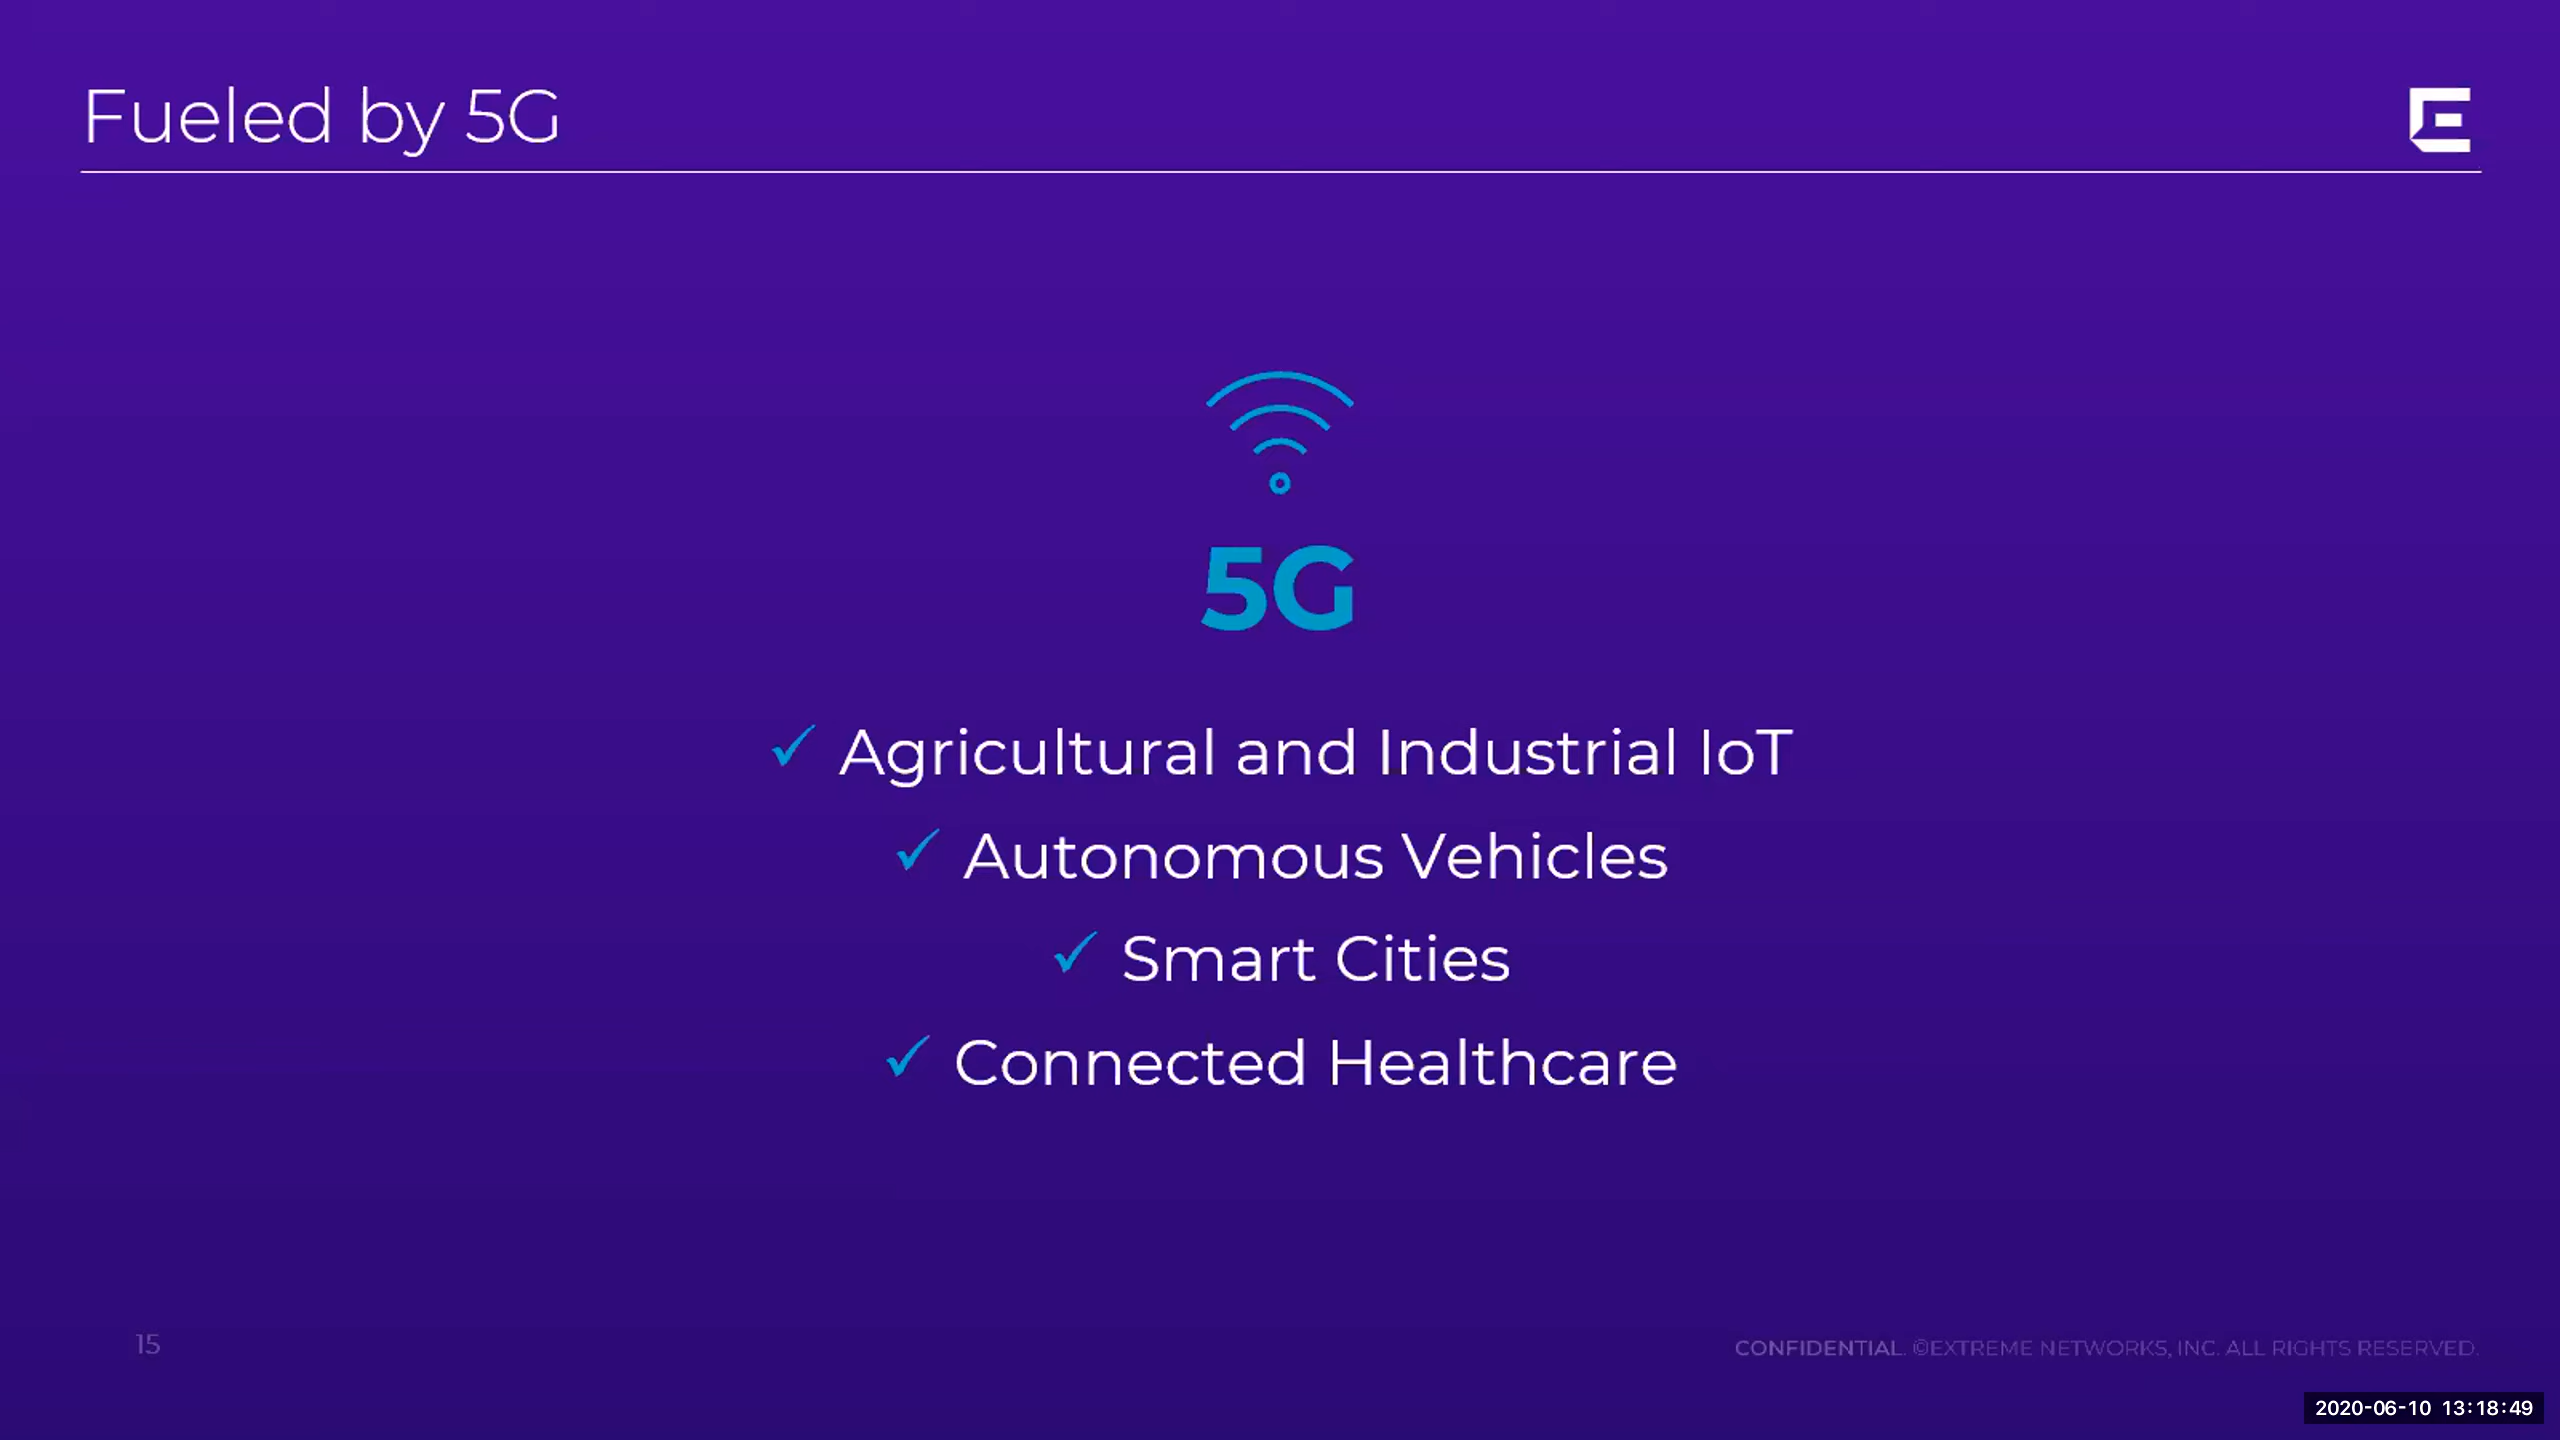 Fueled by 5G
5G
✓ Agricultural and Industrial IoT
✓ Autonomous Vehicles
✓ Smart Cities
✓ Connected Healthcare
15
CONFIDENTIAL. ©EXTREME NETWORKS, INC. ALL RIGHTS RESERVED.
2020-06-10 13:18:49